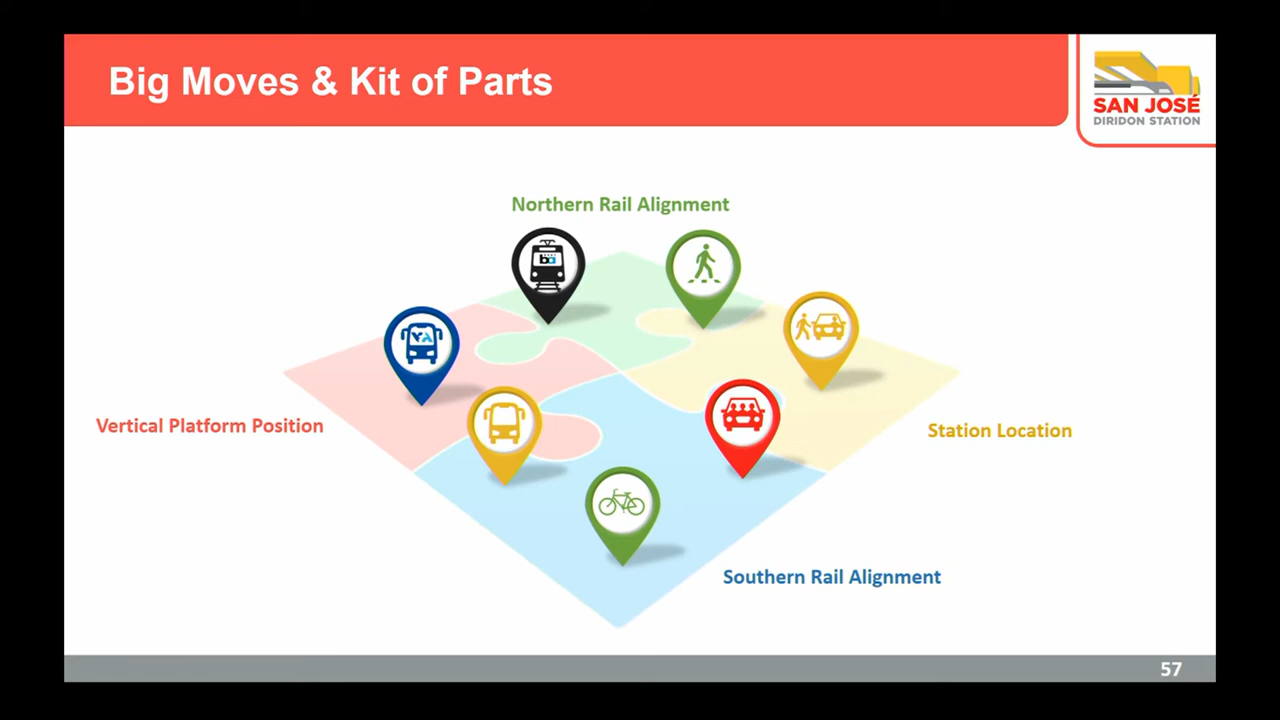 Big Moves & Kit of Parts
SAN JOSÉ
DIRIDON STATION
Northern Rail Alignment
Vertical Platform Position
Station Location
Southern Rail Alignment
57